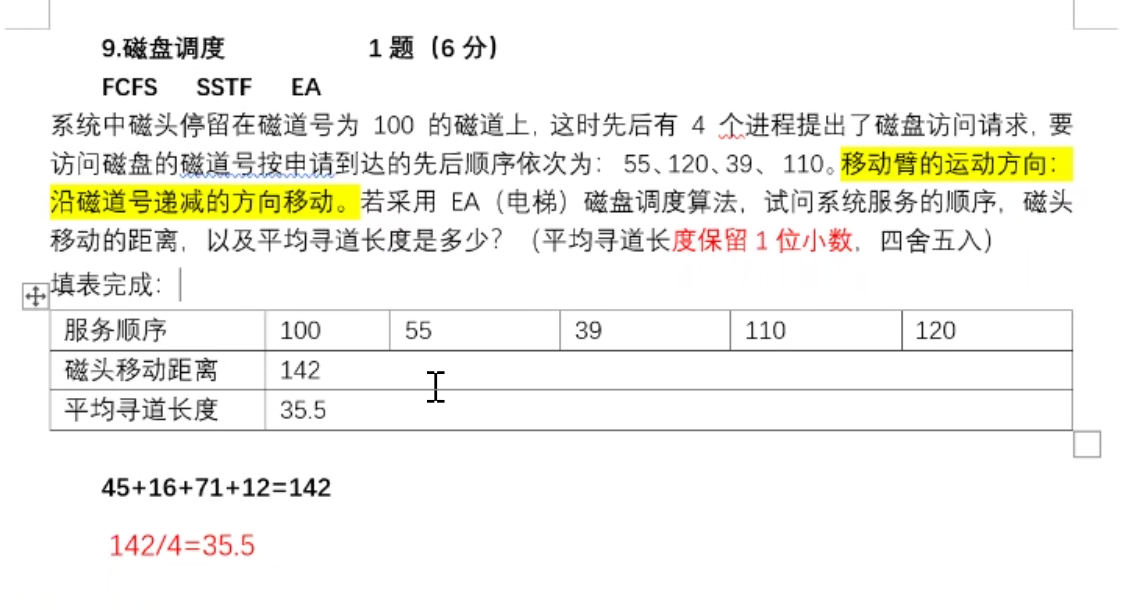 9.磁盘调度 1 题（6 分）
FCFS SSTF EA
系统中磁头停留在磁道号为 100 的磁道上，这时先后有 4 个进程提出了磁盘访问请求，要
访问磁盘的磁道号按申请到达的先后顺序依次为：55、120、39、110。移动臂的运动方向：
沿磁道号递减的方向移动。若采用 EA（电梯）磁盘调度算法，试问系统服务的顺序，磁头
移动的距离，以及平均寻道长度是多少？（平均寻道长度保留 1 位小数，四舍五入）
填表完成：
服务顺序 100 55 39 110 120
磁头移动距离 142
平均寻道长度 35.5
45+16+71+12=142
142/4=35.5